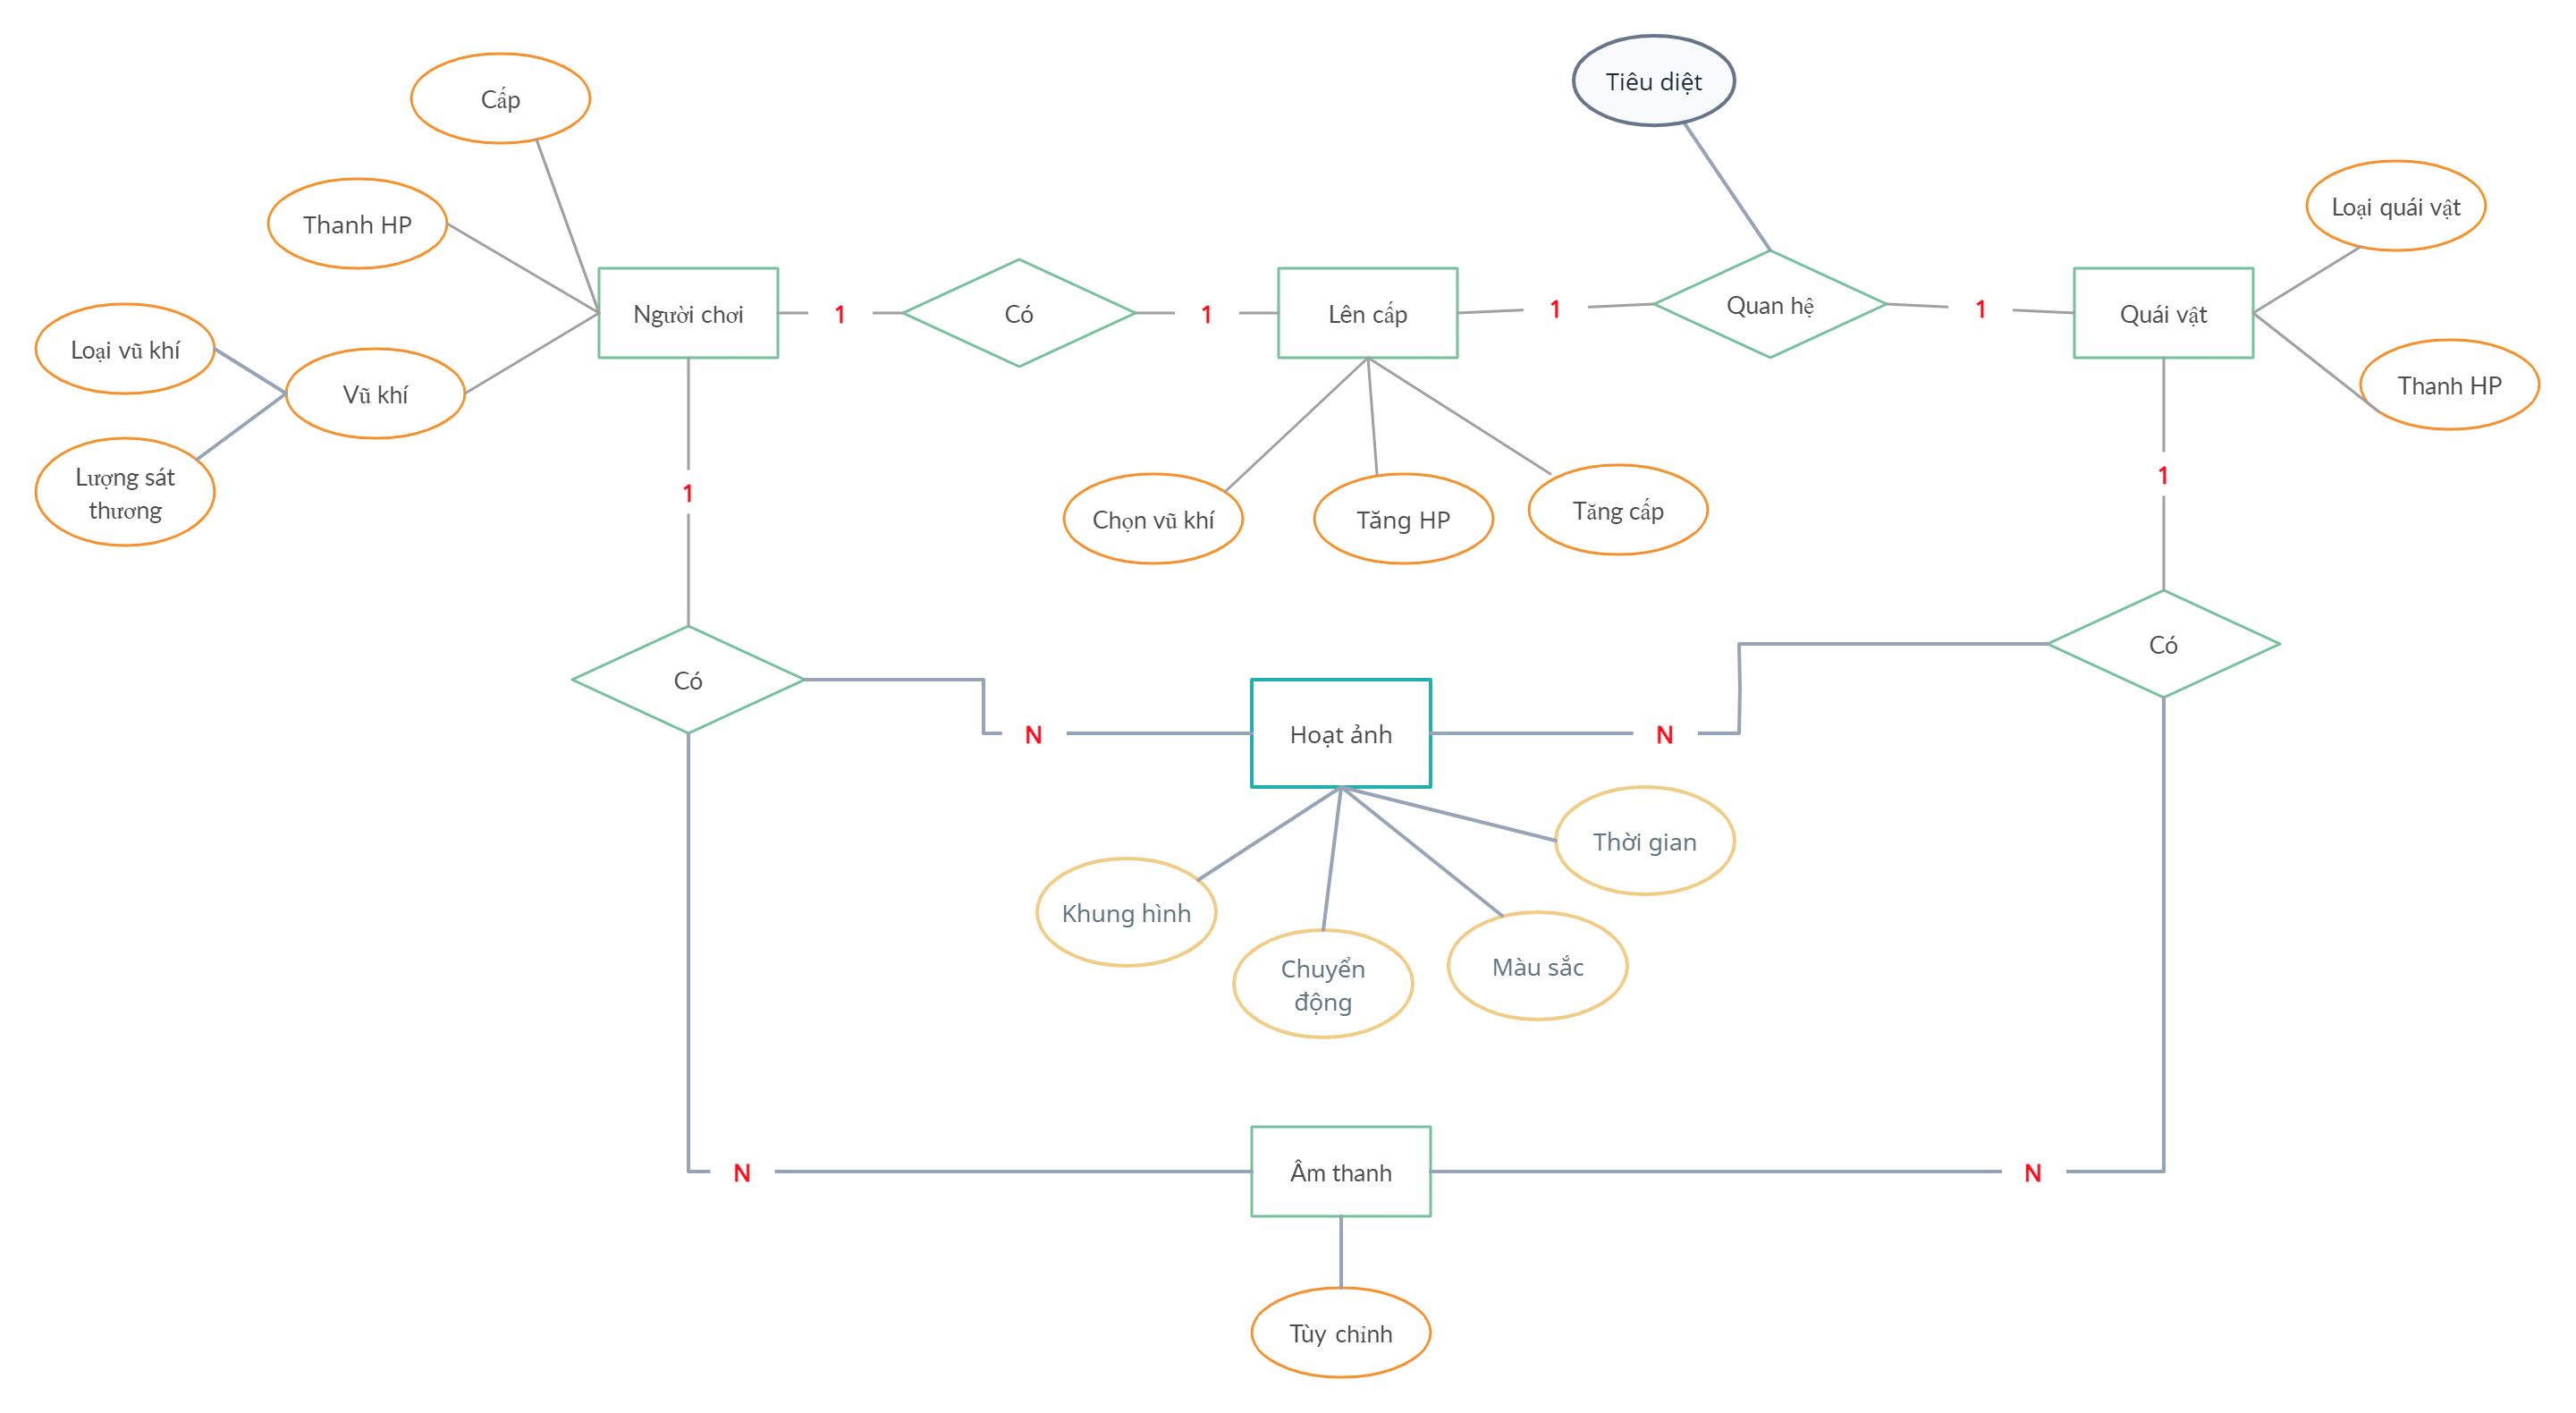 Tiêu diệt
Cấp
Loại quái vật
Thanh HP
Người chơi
1
Có
1
Lên cấp
1
Quan hệ
1
Quái vật
Loại vũ khí
Vũ khí
Thanh HP
Lượng sát
thương
1
1
Chọn vũ khí
Tăng HP
Tăng cấp
Có
Có
N
Hoạt ảnh
N
Thời gian
Khung hình
Chuyển
động
Màu sắc
N
Âm thanh
N
Tùy chỉnh